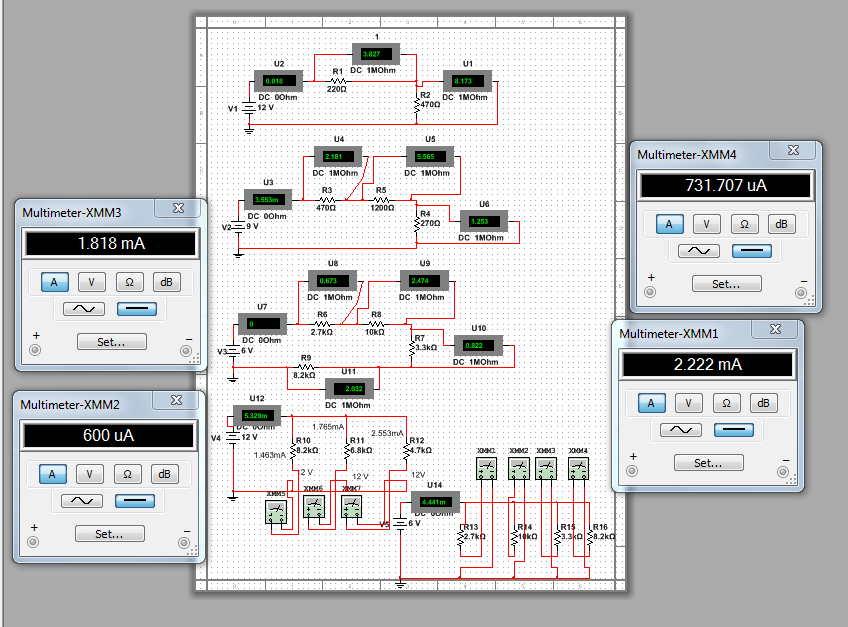 1
3.827
DC 1MOhm
U2
0.018
DC 0Ohm
R1
220Ω
U1
8.173
DC 1MOhm
V1
12 V
R2
470Ω
U4
2.181
DC 1MOhm
U5
5.565
DC 1MOhm
U3
3.553m
DC 0Ohm
R3
470Ω
R5
1200Ω
V2
9 V
R4
270Ω
U6
1.253
DC 1MOhm
U8
0.673
DC 1MOhm
U9
2.474
DC 1MOhm
U7
0
DC 0Ohm
R6
2.7kΩ
R8
10kΩ
V3
6 V
R7
3.3kΩ
U10
0.822
DC 1MOhm
R9
8.2kΩ
U11
2.032
DC 1MOhm
U12
5.329m
DC 0Ohm
V4
12 V
1.463mA
R10
8.2kΩ
12 V
1.765mA
R11
6.8kΩ
12 V
2.553mA
R12
4.7kΩ
12V
XMM5
XMM6
XMM7
U14
4.441m
DC 0Ohm
V5
6 V
XMM1
XMM2
XMM3
XMM4
R13
2.7kΩ
R14
10kΩ
R15
3.3kΩ
R16
8.2kΩ
Multimeter-XMM3
1.818 mA
A V Ω dB
Set...
+ −
Multimeter-XMM2
600 uA
A V Ω dB
Set...
+ −
Multimeter-XMM4
731.707 uA
A V Ω dB
Set...
+ −
Multimeter-XMM1
2.222 mA
A V Ω dB
Set...
+ −